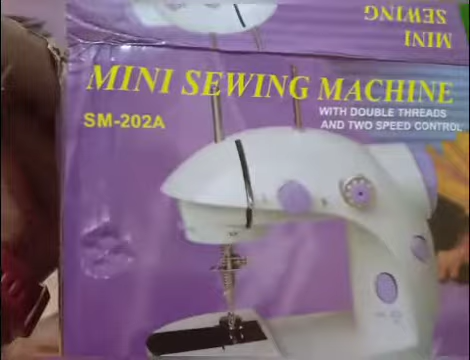 MINI
SEWING
MINI SEWING MACHINE
SM-202A
WITH DOUBLE THREADS
AND TWO SPEED CONTROL